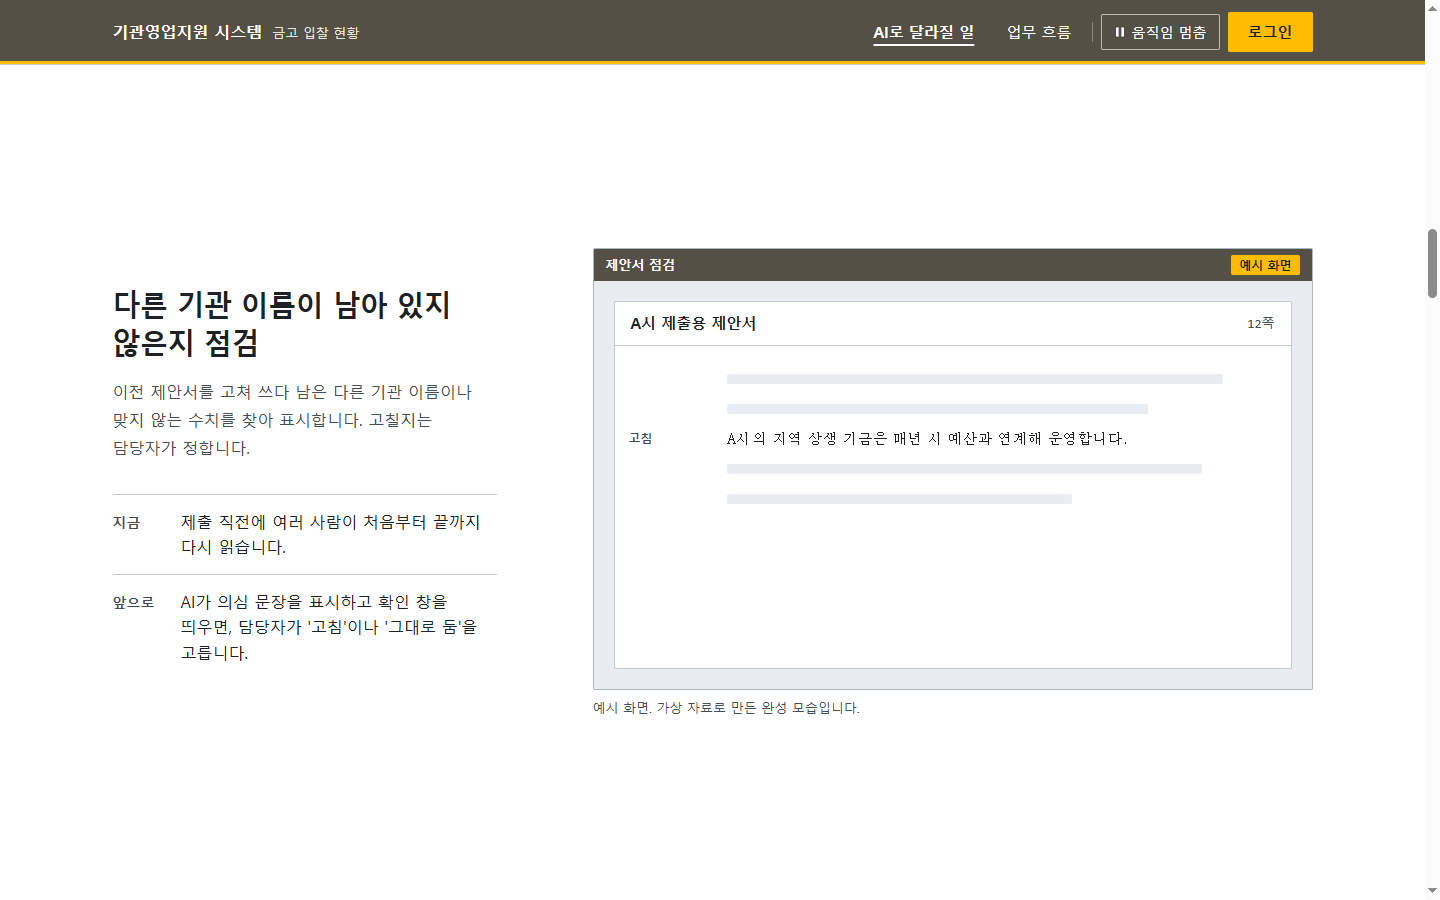 기관영업지원 시스템 금고 입찰 현황
AI로 달라질 일
업무 흐름
움직임 멈춤
로그인
다른 기관 이름이 남아 있지
않은지 점검
이전 제안서를 고쳐 쓰다 남은 다른 기관 이름이나
맞지 않는 수치를 찾아 표시합니다. 고칠지는
담당자가 정합니다.
지금
제출 직전에 여러 사람이 처음부터 끝까지
다시 읽습니다.
앞으로
AI가 의심 문장을 표시하고 확인 창을
띄우면, 담당자가 '고침'이나 '그대로 둠'을
고릅니다.
제안서 점검
예시 화면
A시 제출용 제안서
12쪽
고침
A시의 지역 상생 기금은 매년 시 예산과 연계해 운영합니다.
예시 화면. 가상 자료로 만든 완성 모습입니다.